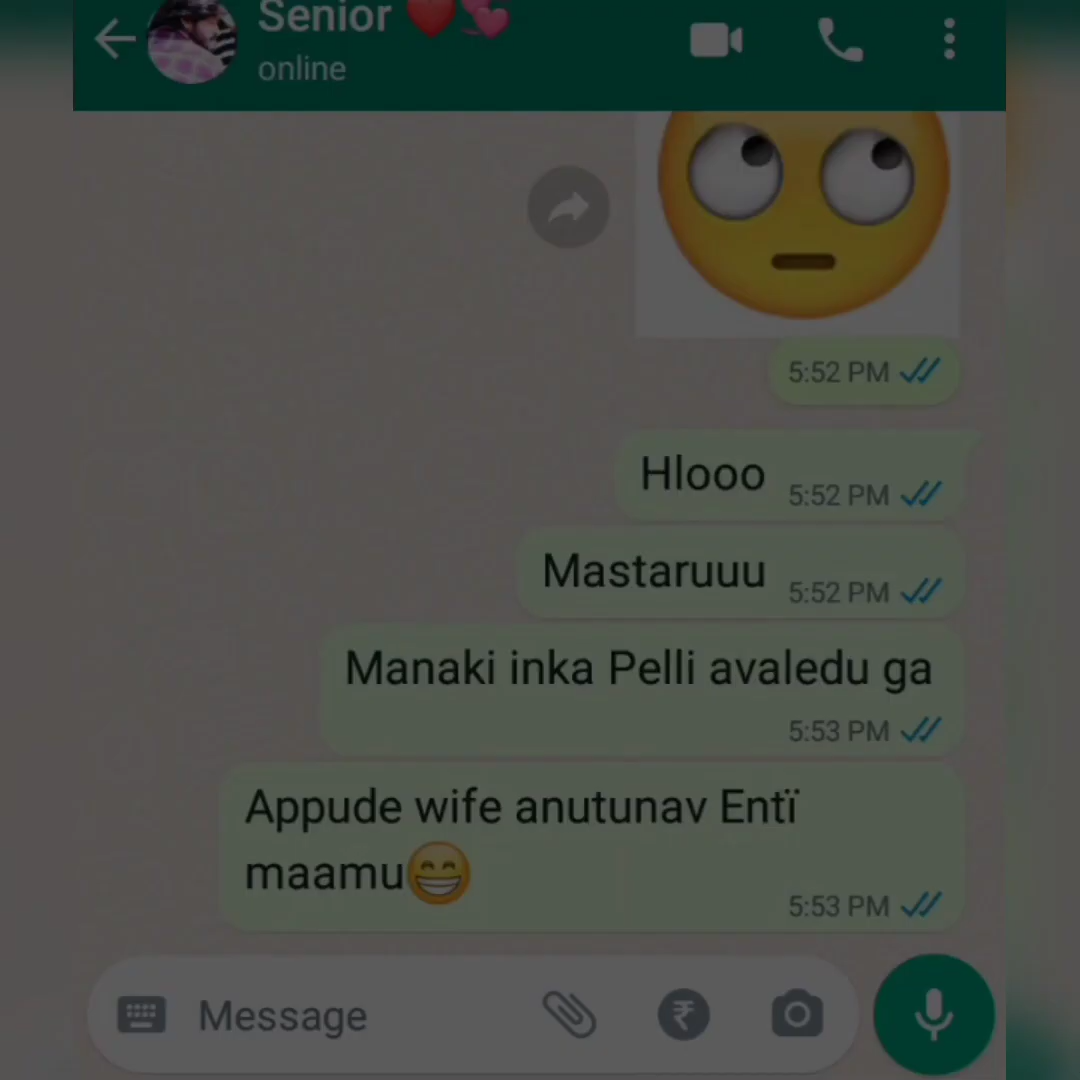 Senior ❤️💕
online
5:52 PM
Hlooo 5:52 PM
Mastaruuu 5:52 PM
Manaki inka Pelli avaledu ga
5:53 PM
Appude wife anutunav Entï
maamu😁
5:53 PM
Message